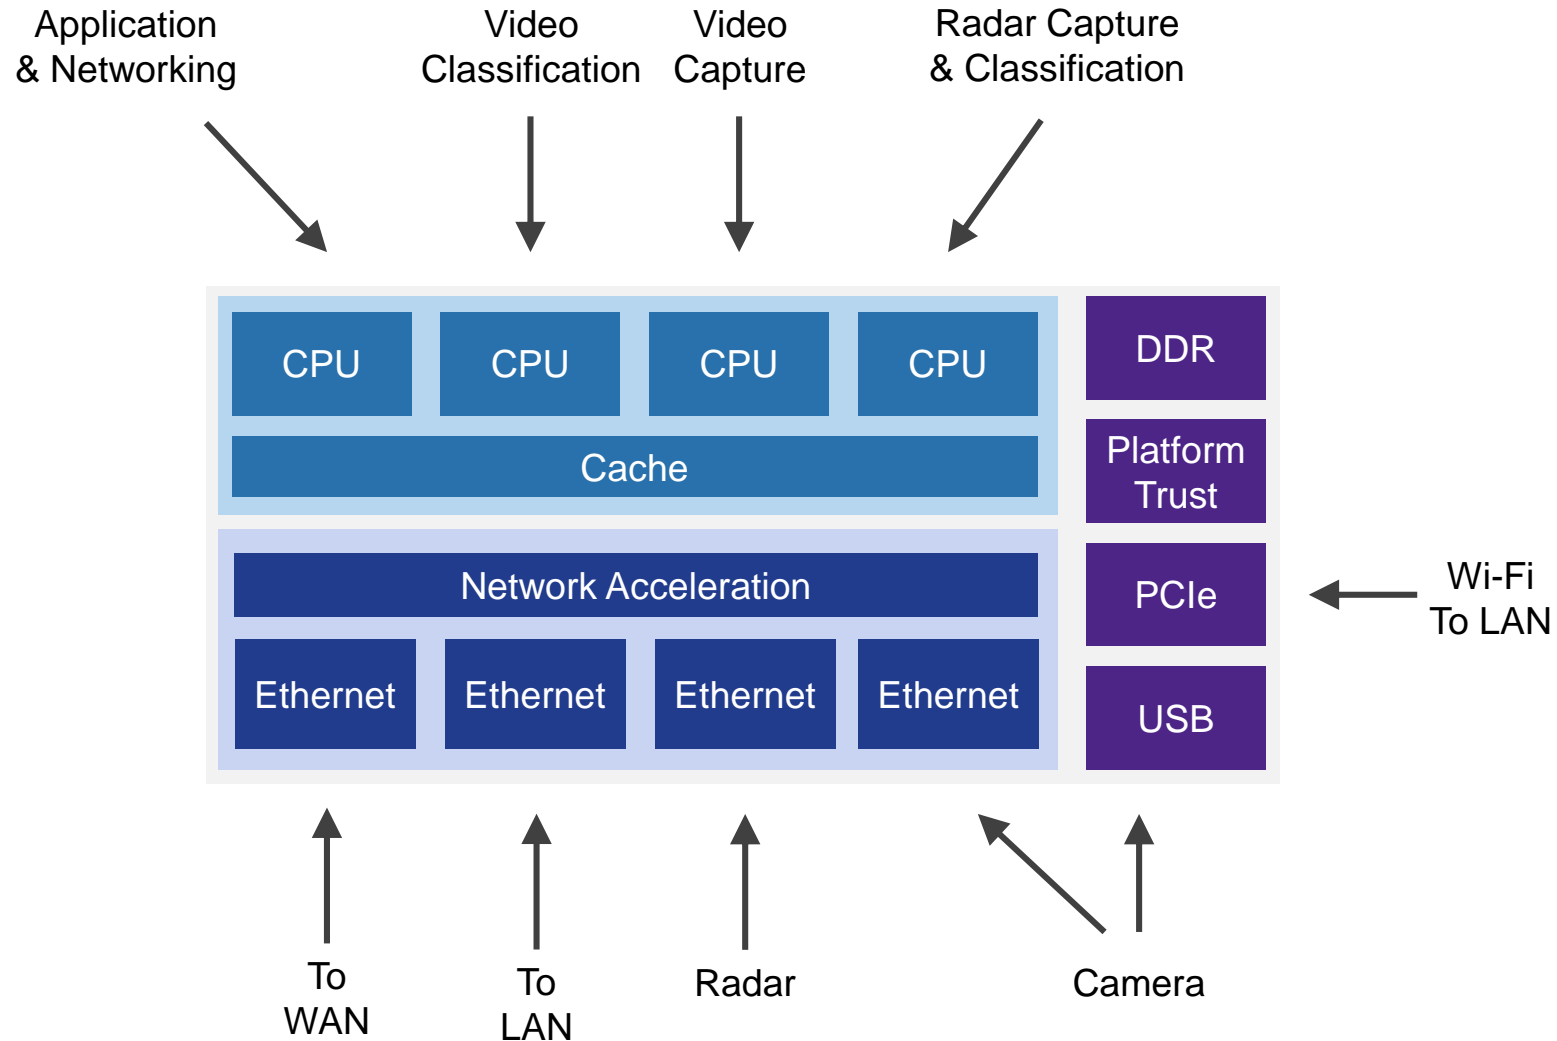 Application
& Networking
Video
Classification
Video
Capture
Radar Capture
& Classification
CPU
CPU
CPU
CPU
Cache
DDR
Platform
Trust
Network Acceleration
PCIe
Wi-Fi
To LAN
Ethernet
Ethernet
Ethernet
Ethernet
USB
To
WAN
To
LAN
Radar
Camera